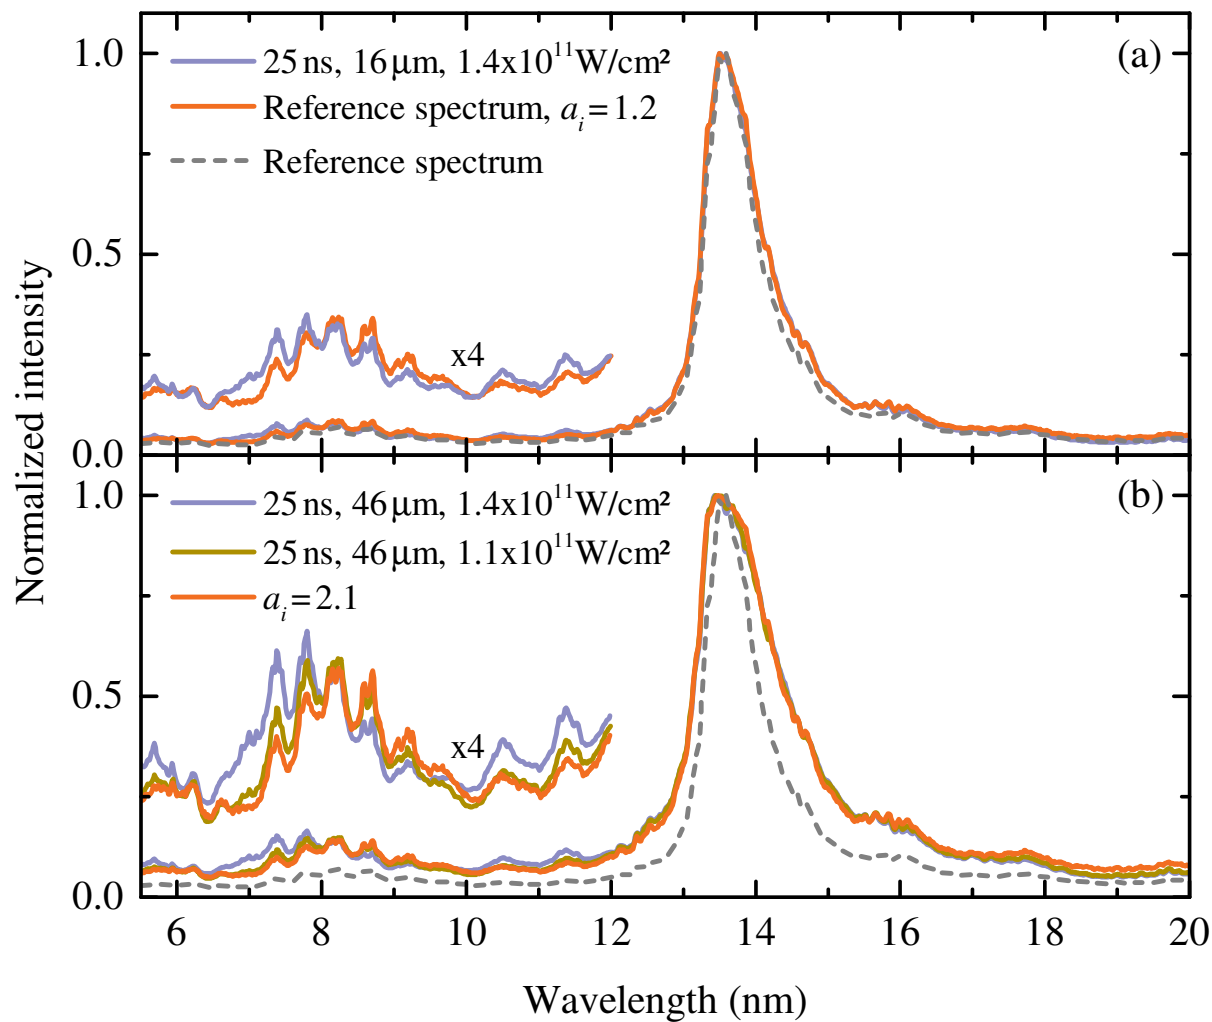 (a)
25 ns, 16 μm, 1.4x10¹¹W/cm²
Reference spectrum, aᵢ = 1.2
Reference spectrum
x4
1.0
0.5
0.0
(b)
25 ns, 46 μm, 1.4x10¹¹W/cm²
25 ns, 46 μm, 1.1x10¹¹W/cm²
aᵢ = 2.1
x4
1.0
0.5
0.0
6 8 10 12 14 16 18 20
Normalized intensity
Wavelength (nm)